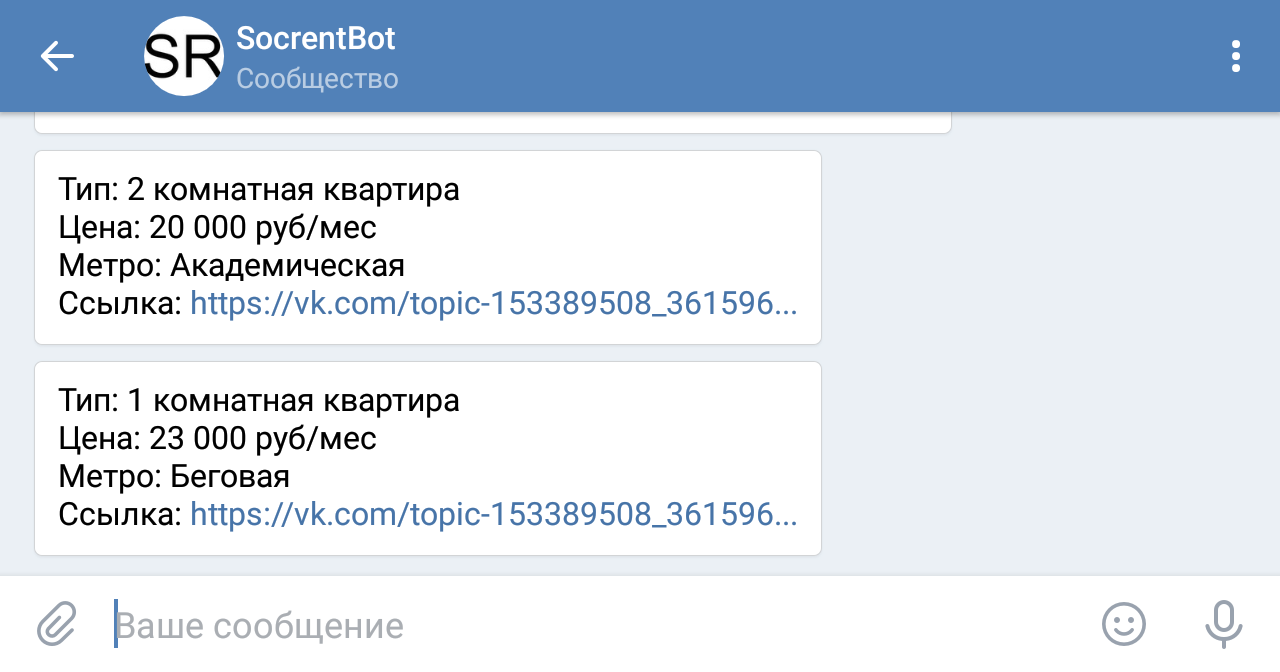 SR
SocrentBot
Сообщество
Тип: 2 комнатная квартира
Цена: 20 000 руб/мес
Метро: Академическая
Ссылка: https://vk.com/topic-153389508_361596...
Тип: 1 комнатная квартира
Цена: 23 000 руб/мес
Метро: Беговая
Ссылка: https://vk.com/topic-153389508_361596...
Ваше сообщение